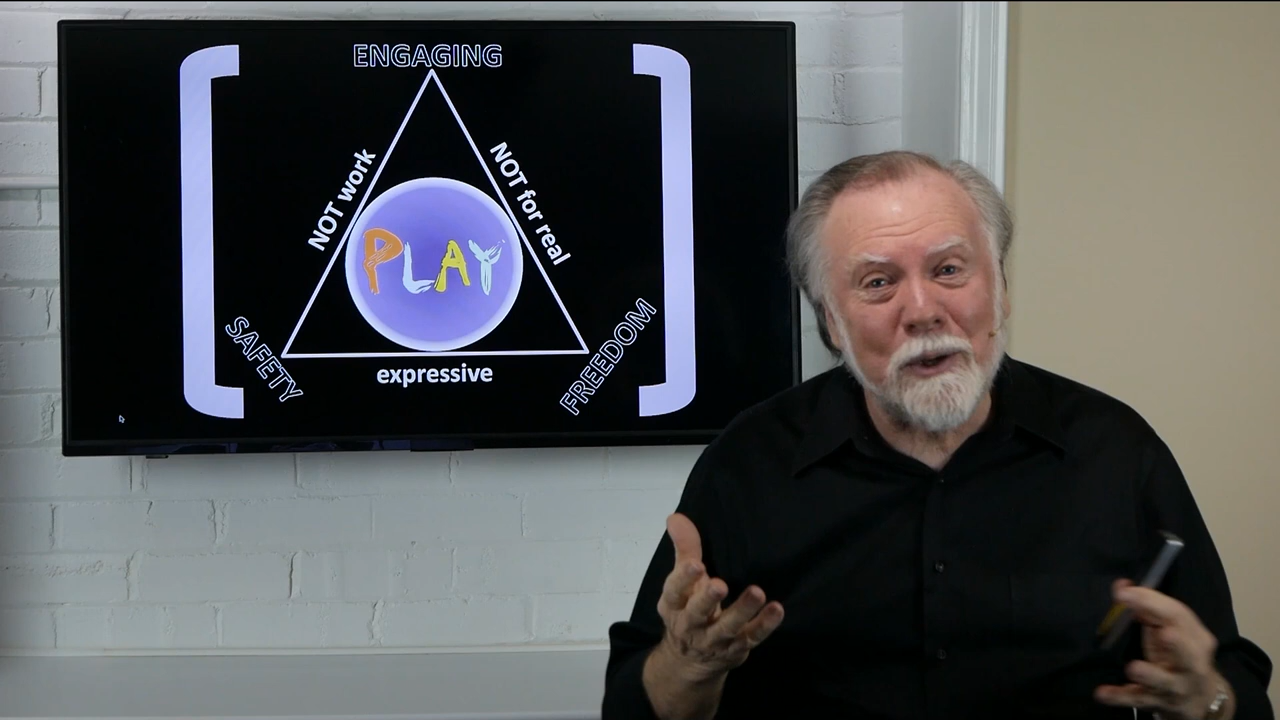 ENGAGING
NOT work
NOT for real
PLAY
SAFETY
FREEDOM
expressive